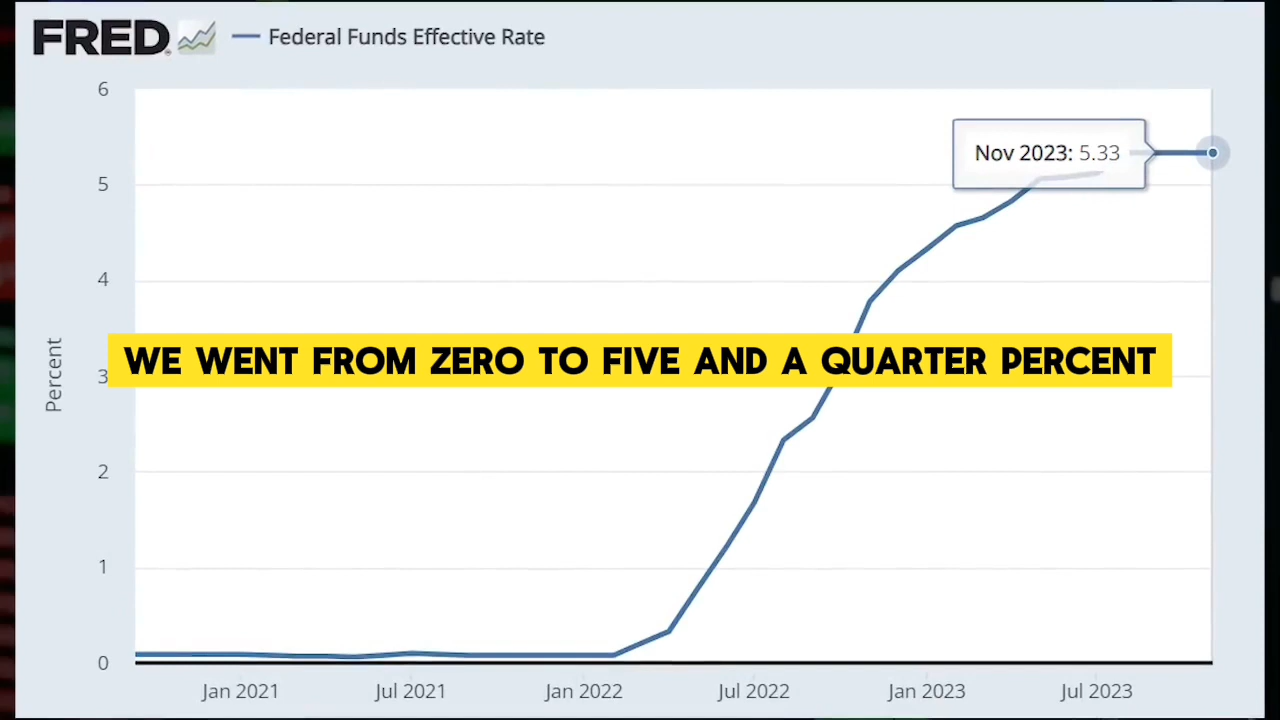 FRED Federal Funds Effective Rate
6
Nov 2023: 5.33
5
4
WE WENT FROM ZERO TO FIVE AND A QUARTER PERCENT
Percent
3
2
1
0
Jan 2021 Jul 2021 Jan 2022 Jul 2022 Jan 2023 Jul 2023